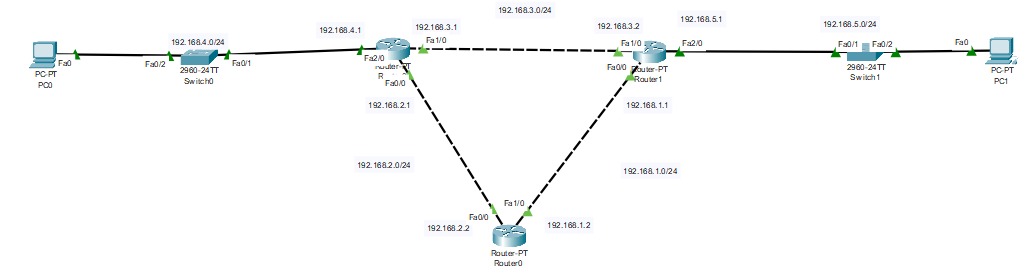 192.168.3.0/24
192.168.5.1
192.168.3.1
192.168.3.2
192.168.5.0/24
192.168.4.1
192.168.4.0/24
Fa0
Fa0/2
Fa0/1
Fa2/0
Fa1/0
Fa1/0
Fa2/0
Fa0/1
Fa0/2
Fa0
PC-PT
PC0
2960-24TT
Switch0
Router-PT
Fa0/0
Fa0/0
Router-PT
Router1
2960-24TT
Switch1
PC-PT
PC1
192.168.2.1
192.168.1.1
192.168.2.0/24
192.168.1.0/24
Fa0/0
Fa1/0
192.168.2.2
192.168.1.2
Router-PT
Router0